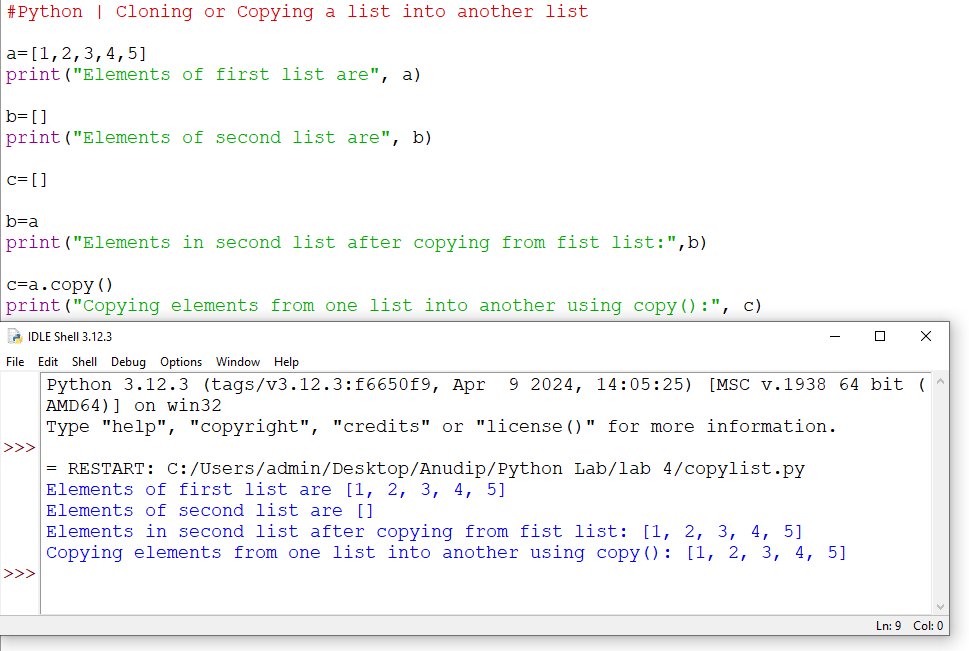 #Python | Cloning or Copying a list into another list
a=[1,2,3,4,5]
print("Elements of first list are", a)
b=[]
print("Elements of second list are", b)
c=[]
b=a
print("Elements in second list after copying from fist list:",b)
c=a.copy()
print("Copying elements from one list into another using copy():", c)
IDLE Shell 3.12.3
File Edit Shell Debug Options Window Help
Python 3.12.3 (tags/v3.12.3:f6650f9, Apr  9 2024, 14:05:25) [MSC v.1938 64 bit (
AMD64)] on win32
Type "help", "copyright", "credits" or "license()" for more information.
>>>
= RESTART: C:/Users/admin/Desktop/Anudip/Python Lab/lab 4/copylist.py
Elements of first list are [1, 2, 3, 4, 5]
Elements of second list are []
Elements in second list after copying from fist list: [1, 2, 3, 4, 5]
Copying elements from one list into another using copy(): [1, 2, 3, 4, 5]
>>>
Ln: 9 Col: 0